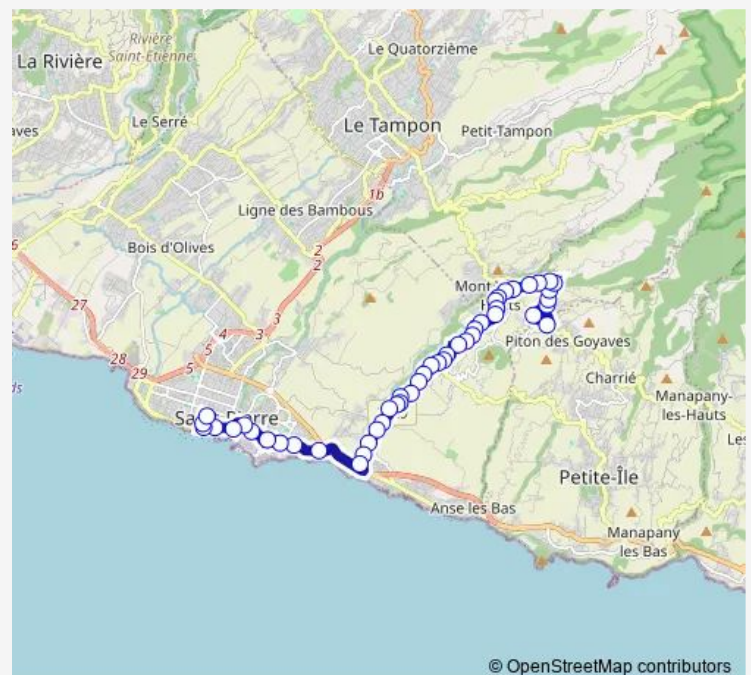 Rivière
Saint-Etienne
Le Quatorzième
La Rivière
Le Serré
aves
Le Tampon
Petit-Tampon
1b
Ligne des Bambous
2
2
Bois d'Olives
27
4
3
3
28
5
29
5
Piton des Goyaves
Charrié
Manapany-
les-Hauts
Petite-Île
Anse les Bas
Manapany
les Bas
© OpenStreetMap contributors